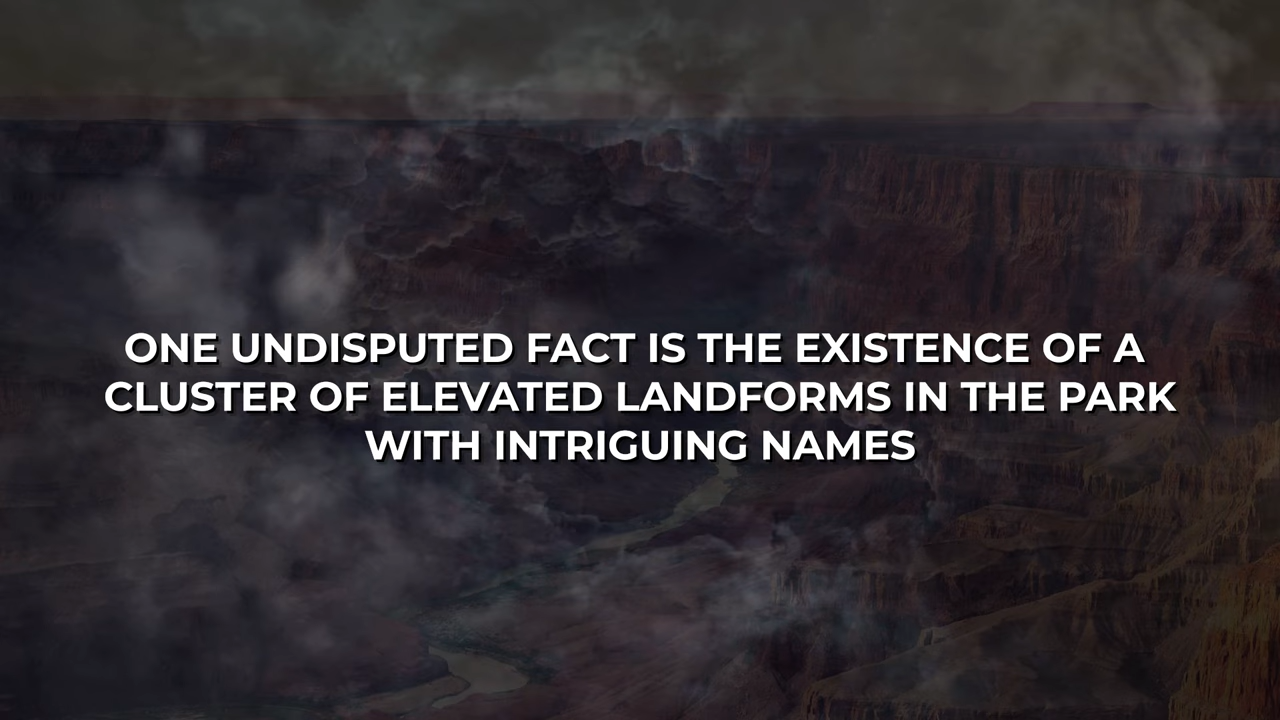 ONE UNDISPUTED FACT IS THE EXISTENCE OF A
CLUSTER OF ELEVATED LANDFORMS IN THE PARK
WITH INTRIGUING NAMES